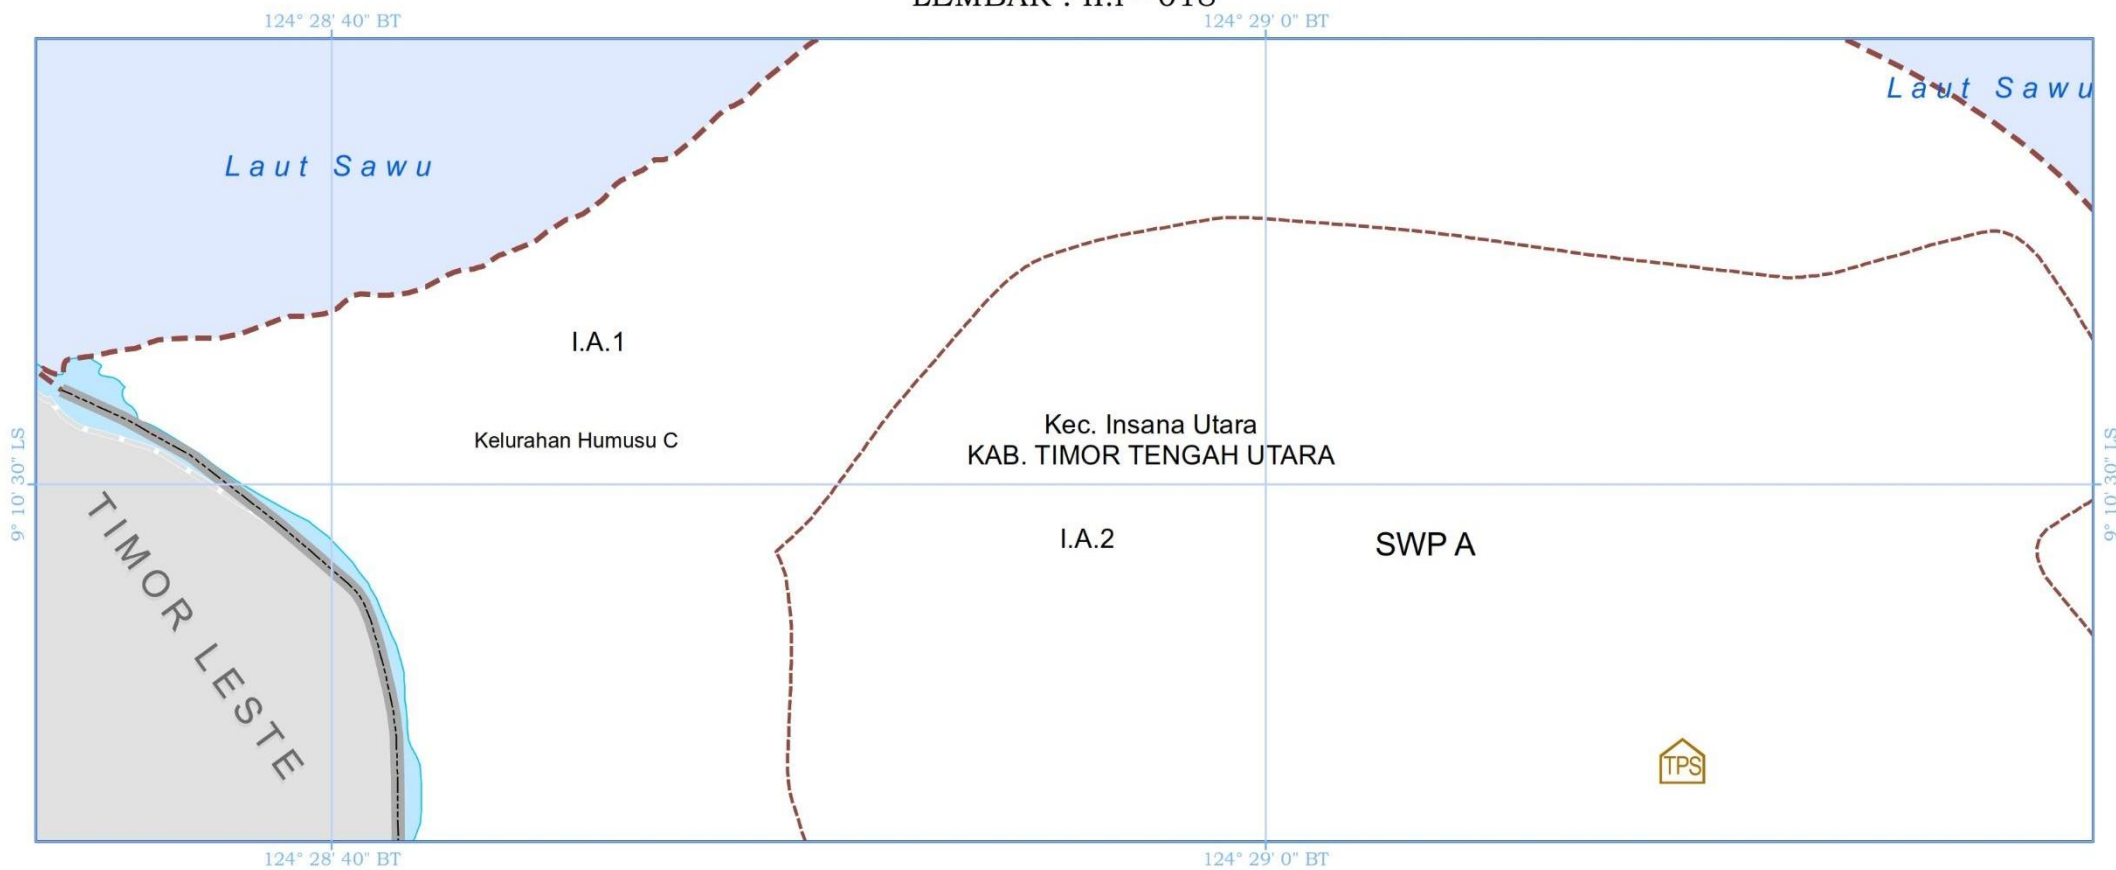 LEMBAR :
124° 28' 40" BT
124° 29' 0" BT
Laut Sawu
Laut Sawu
I.A.1
Kelurahan Humusu C
Kec. Insana Utara
KAB. TIMOR TENGAH UTARA
9° 10' 30" LS
9° 10' 30" LS
I.A.2
SWP A
TIMOR LESTE
TPS
124° 28' 40" BT
124° 29' 0" BT